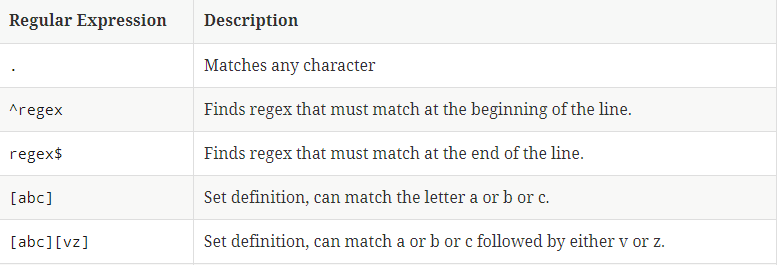 Regular Expression Description
. Matches any character
^regex Finds regex that must match at the beginning of the line.
regex$ Finds regex that must match at the end of the line.
[abc] Set definition, can match the letter a or b or c.
[abc][vz] Set definition, can match a or b or c followed by either v or z.